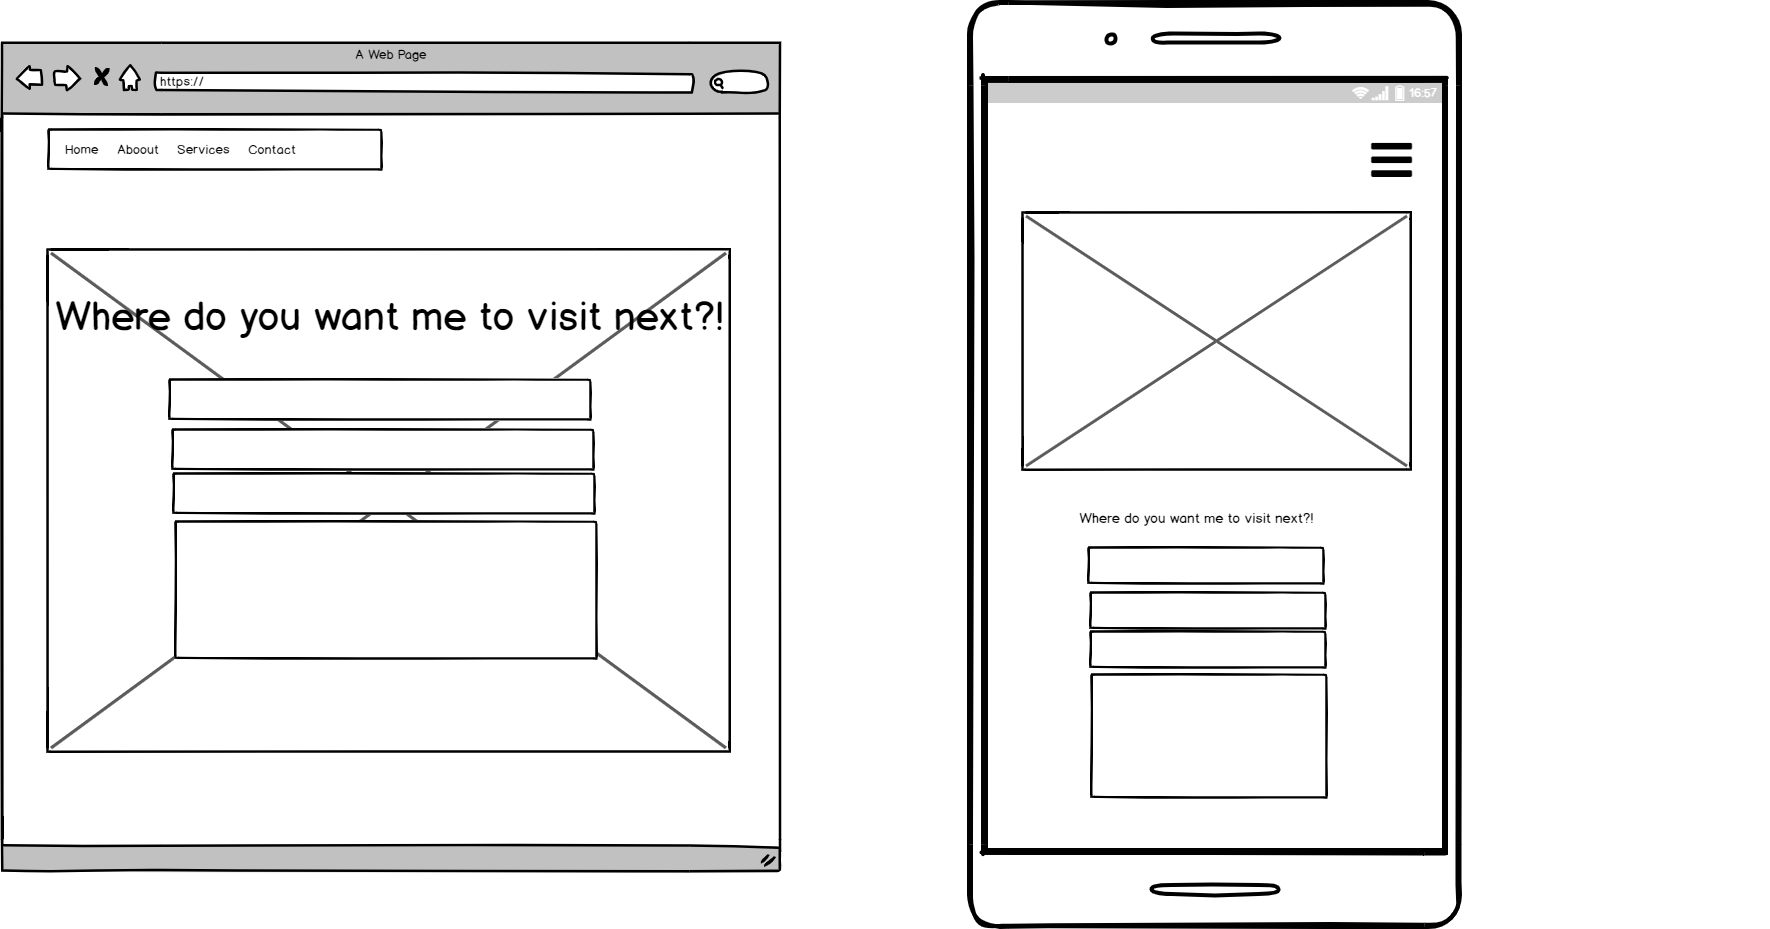 A Web Page
https://
Home Aboout Services Contact
Where do you want me to visit next?!
16:57
Where do you want me to visit next?!